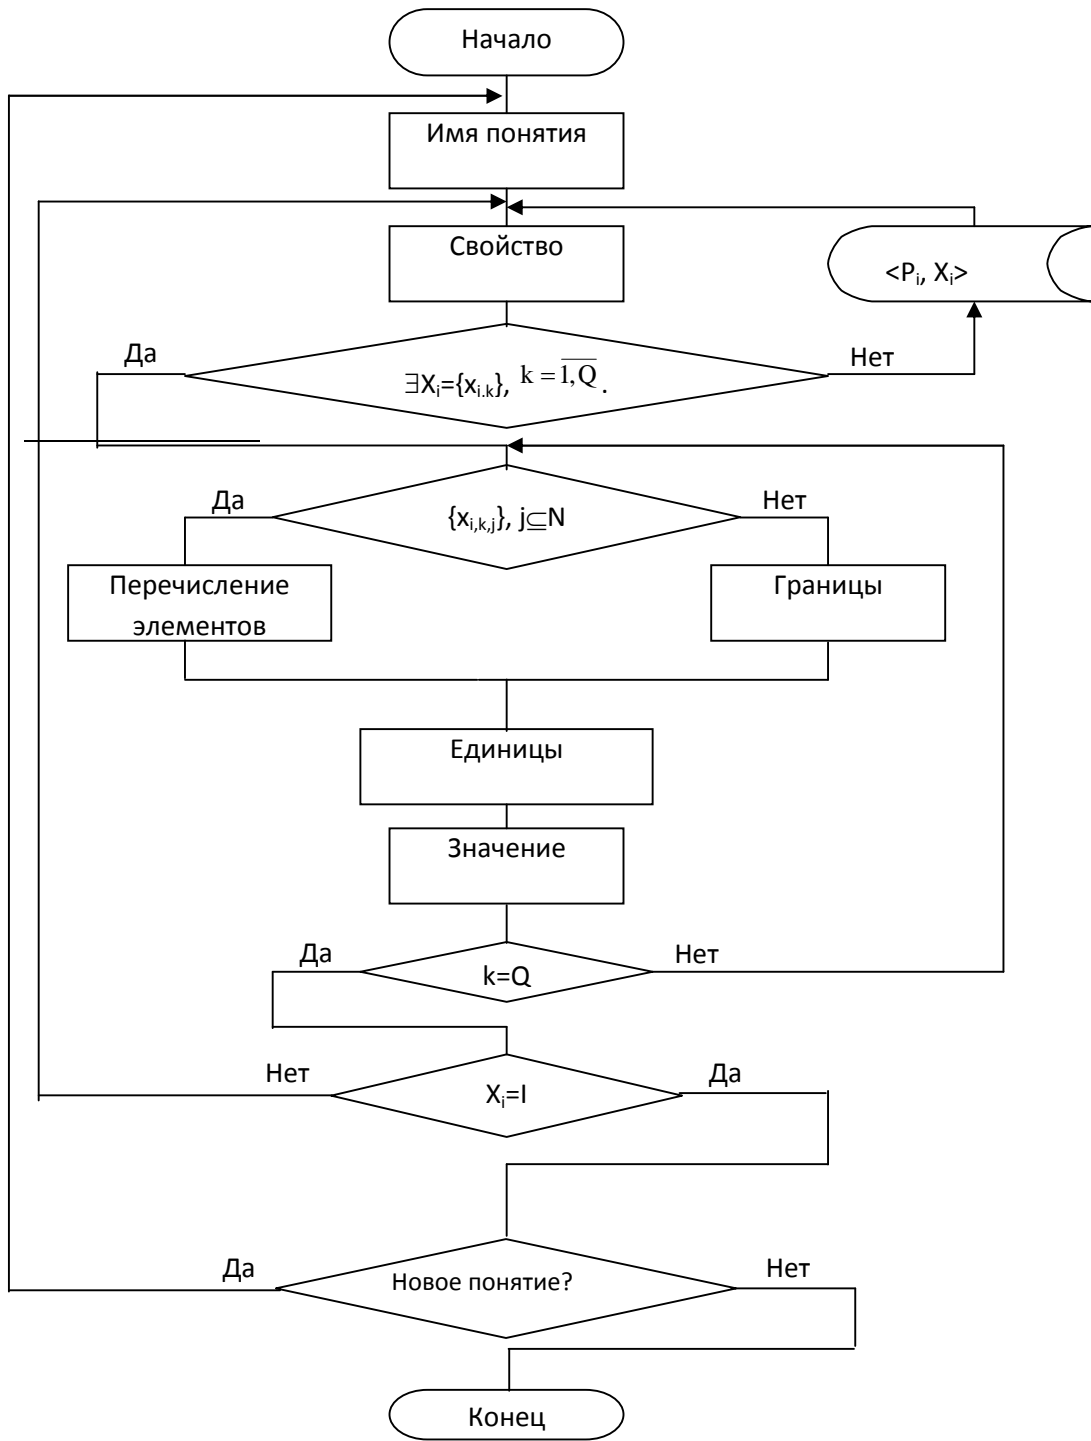 Начало
Имя понятия
Свойство
<Pi, Xi>
Да
Нет
∃Xi={xi.k}, k = 1,Q.
Да
Нет
{xi,k,j}, j⊆N
Перечисление
элементов
Границы
Единицы
Значение
Да
Нет
k=Q
Нет
Да
Xi=I
Да
Новое понятие?
Нет
Конец